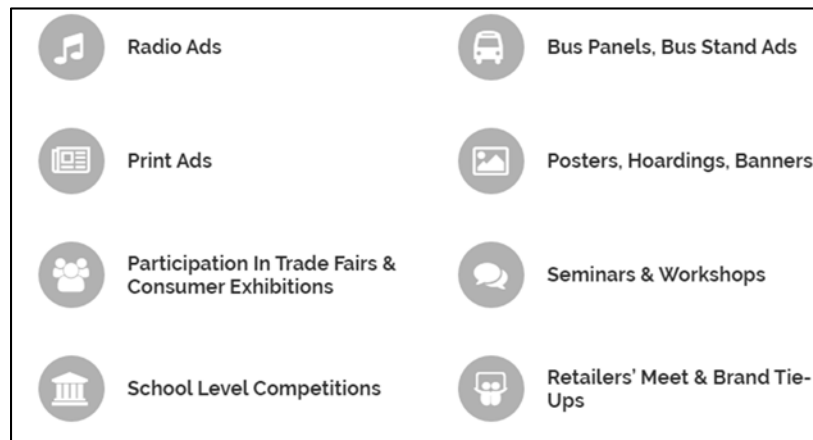 Radio Ads
Bus Panels, Bus Stand Ads
Print Ads
Posters, Hoardings, Banners
Participation In Trade Fairs &
Consumer Exhibitions
Seminars & Workshops
School Level Competitions
Retailers’ Meet & Brand Tie-
Ups